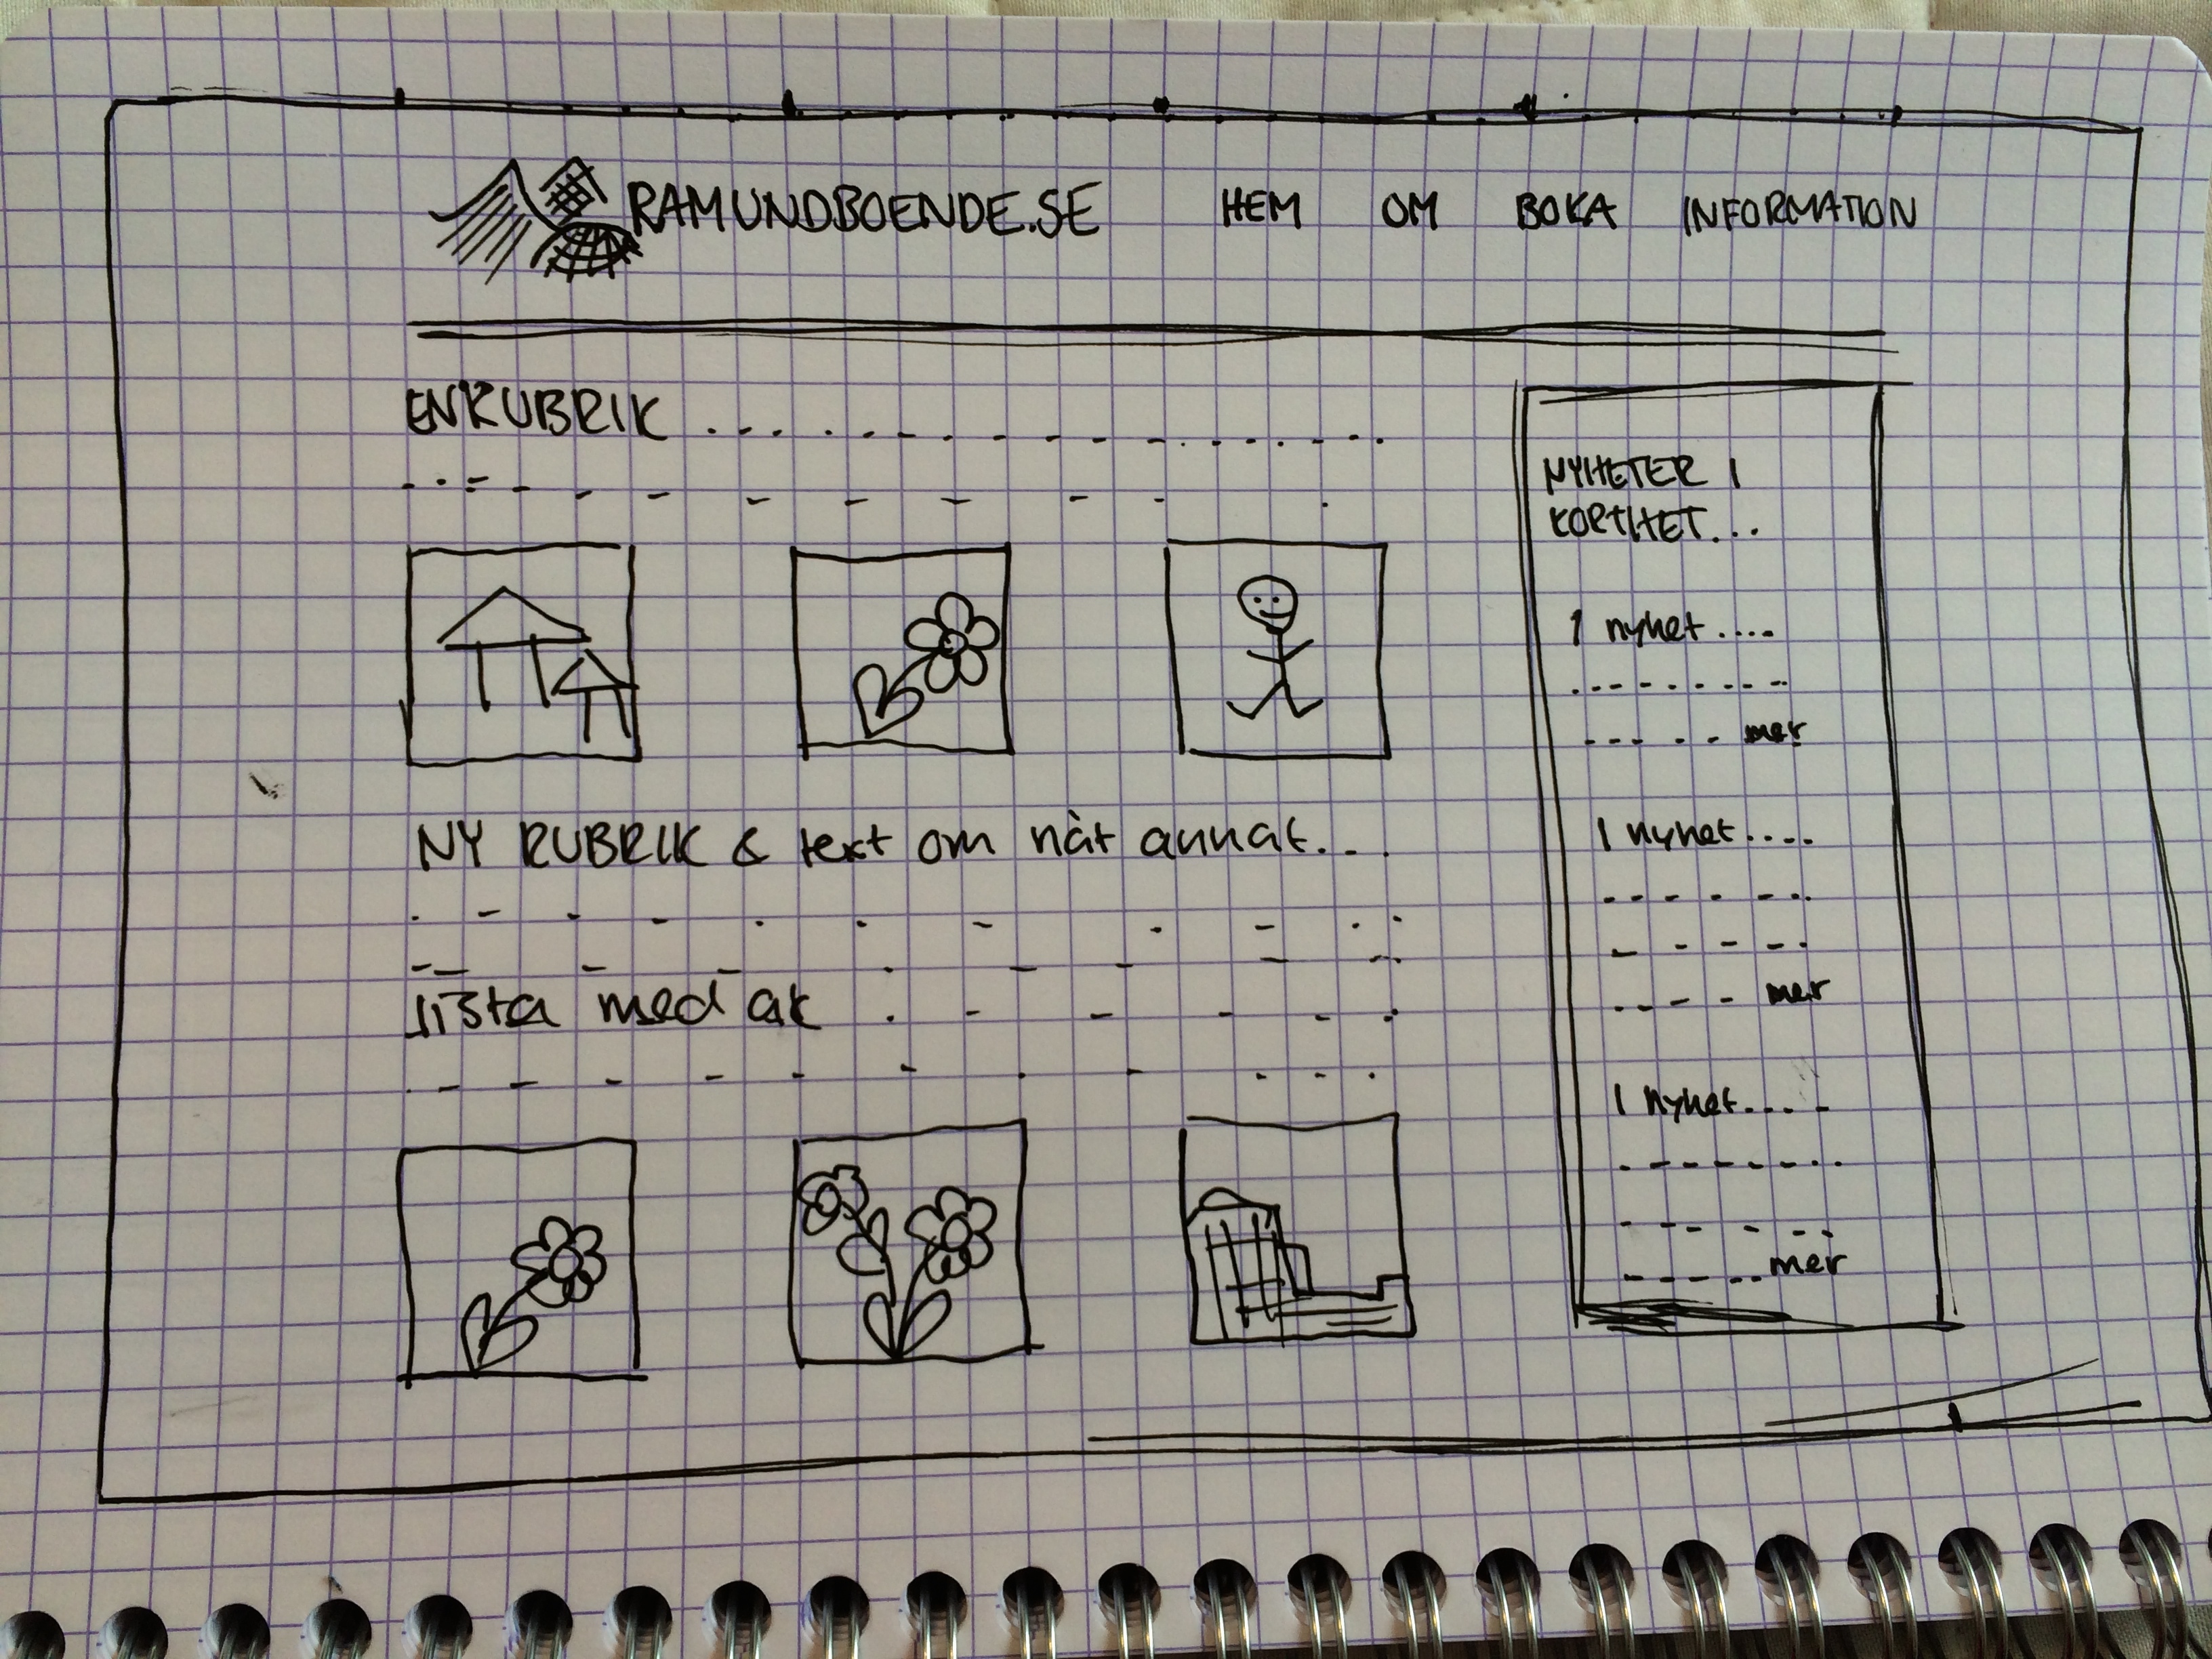 RAMUNDBOENDE.SE HEM OM BOKA INFORMATION
EN RUBRIK ....................
NY RUBRIK & text om nåt annat...
lista med
NYHETER I
KORTHET...
1 nyhet....
mer
1 nyhet....
mer
1 nyhet....
mer